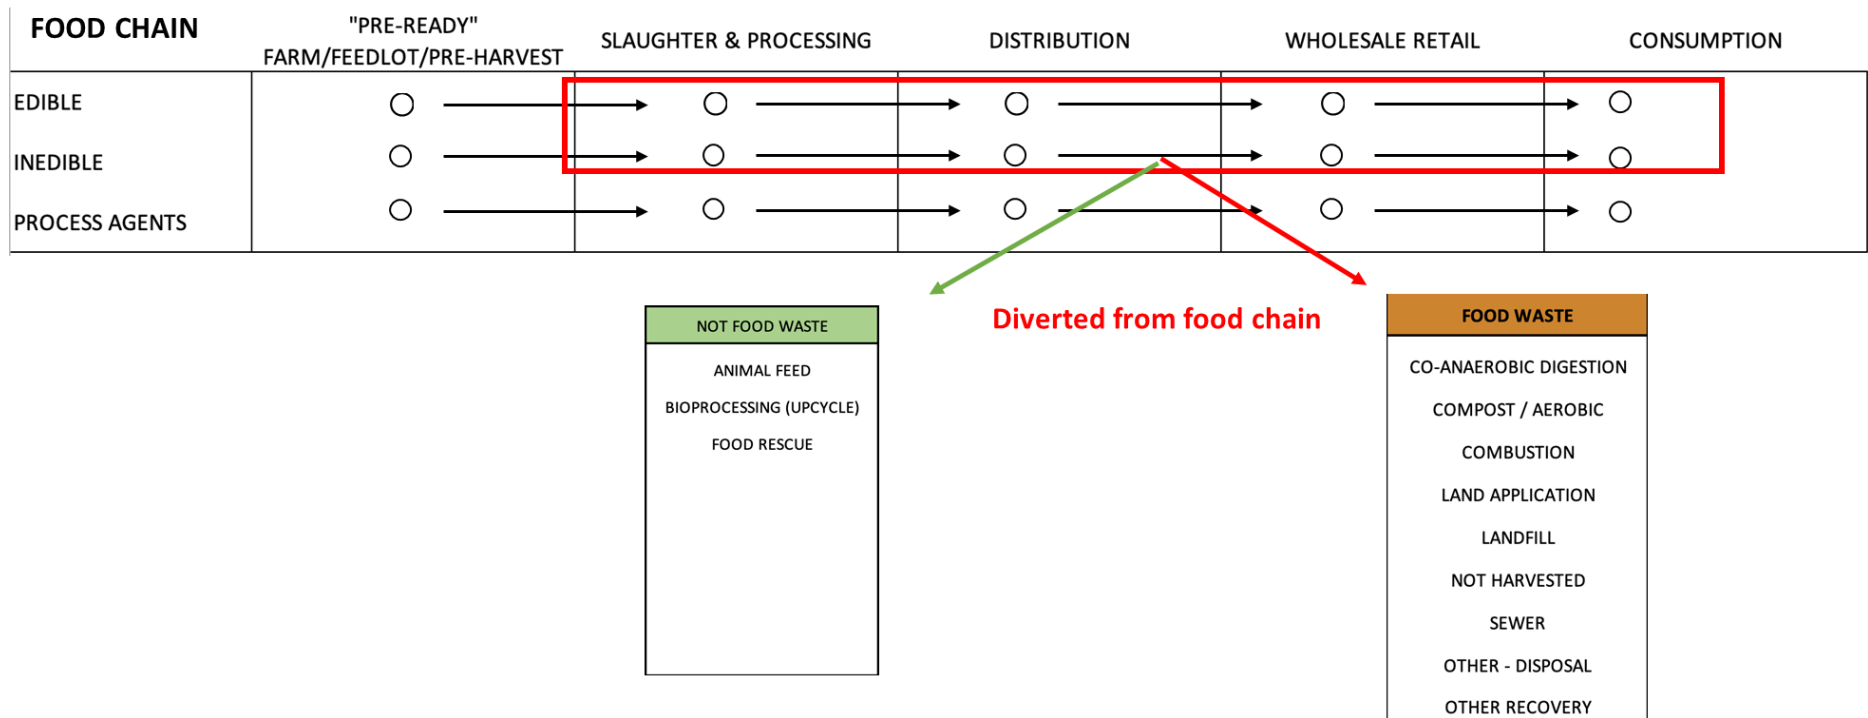 FOOD CHAIN
"PRE-READY"
FARM/FEEDLOT/PRE-HARVEST
SLAUGHTER & PROCESSING
DISTRIBUTION
WHOLESALE RETAIL
CONSUMPTION
EDIBLE
INEDIBLE
PROCESS AGENTS
NOT FOOD WASTE
ANIMAL FEED
BIOPROCESSING (UPCYCLE)
FOOD RESCUE
Diverted from food chain
FOOD WASTE
CO-ANAEROBIC DIGESTION
COMPOST / AEROBIC
COMBUSTION
LAND APPLICATION
LANDFILL
NOT HARVESTED
SEWER
OTHER - DISPOSAL
OTHER RECOVERY